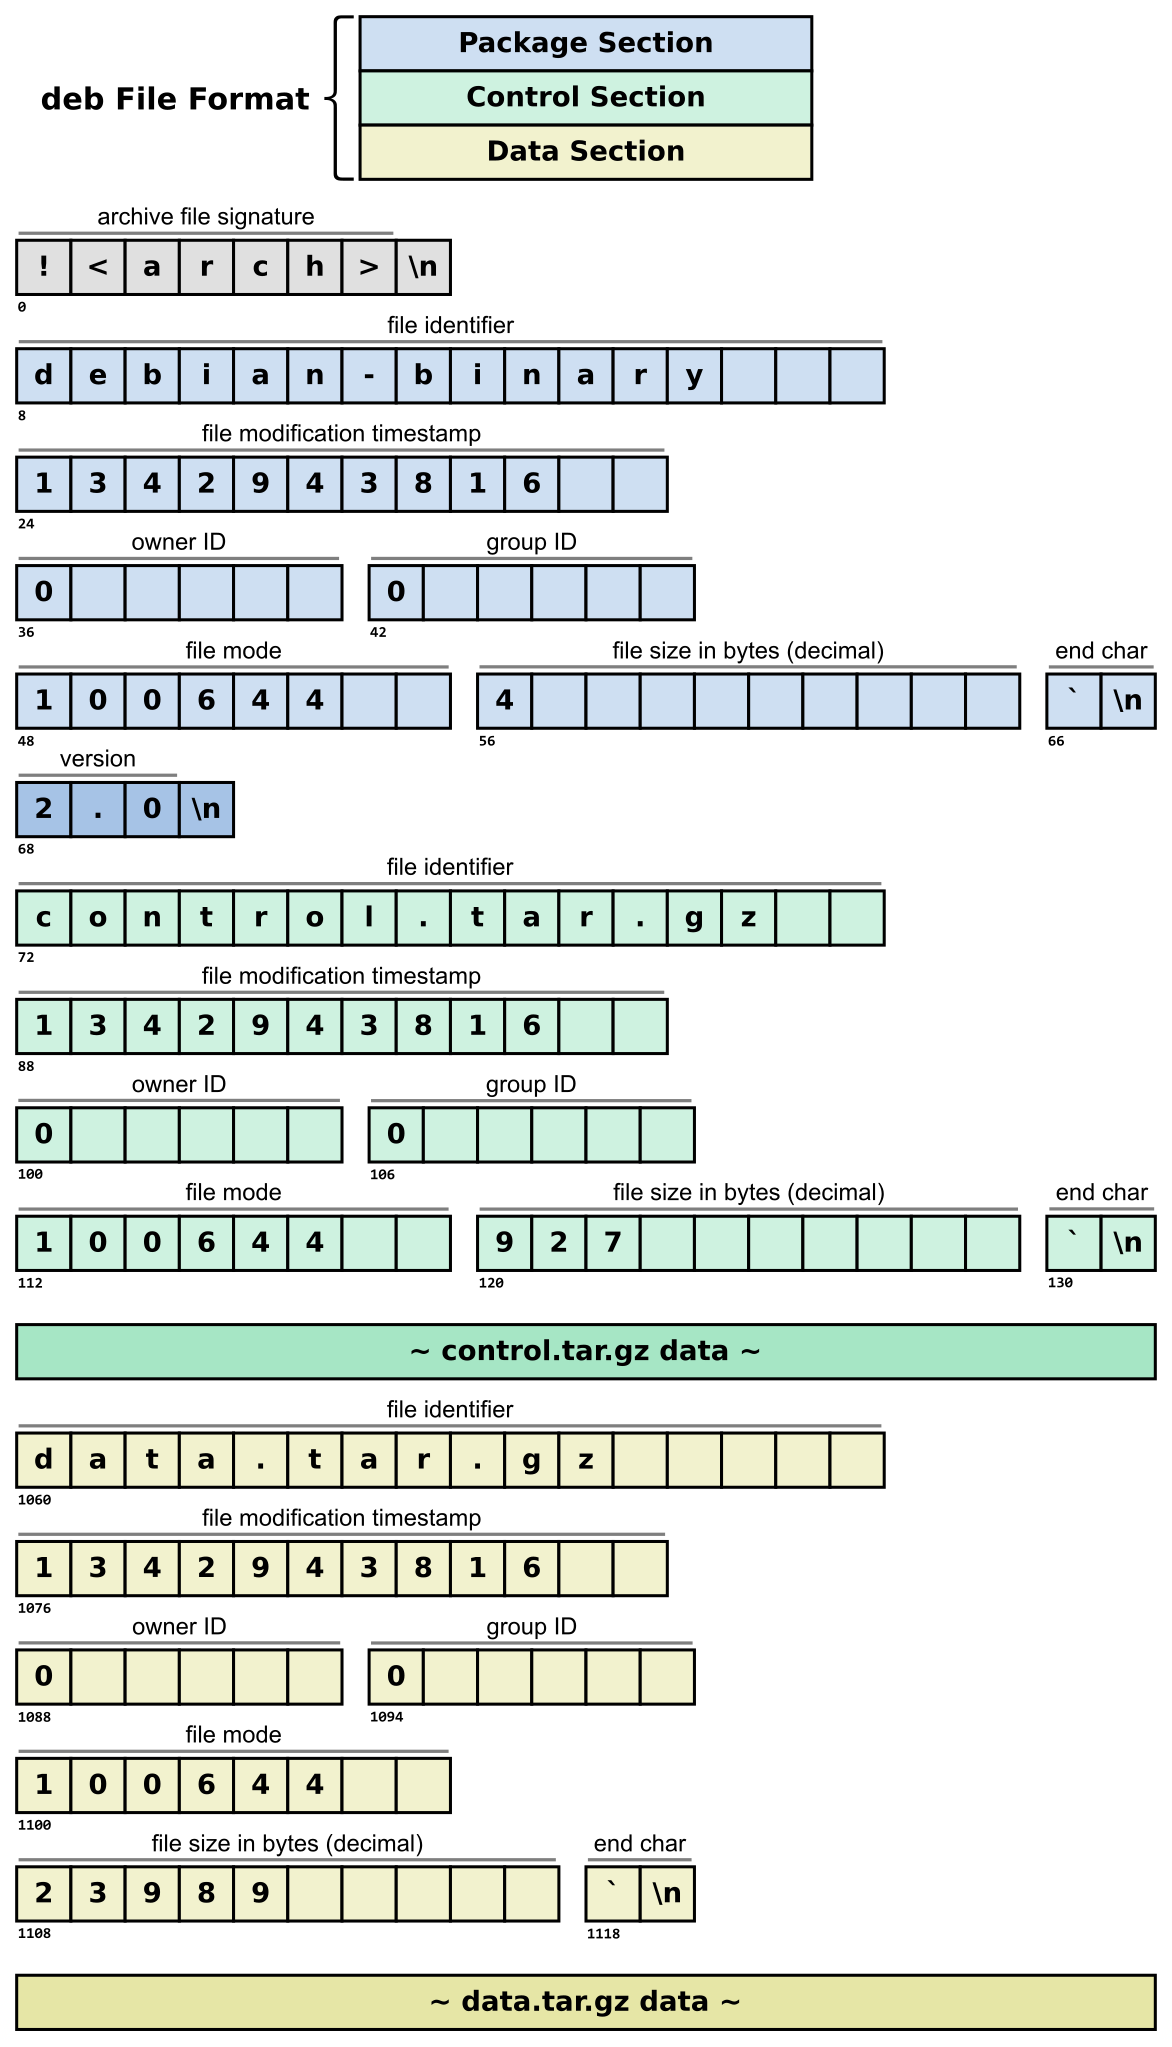 Package Section
deb File Format
Control Section
Data Section
archive file signature
! < a r c h > \n
0
file identifier
d e b i a n - b i n a r y
8
file modification timestamp
1 3 4 2 9 4 3 8 1 6
24
owner ID group ID
0 0
36 42
file mode file size in bytes (decimal) end char
1 0 0 6 4 4 4 ` \n
48 56 66
version
2 . 0 \n
68
file identifier
c o n t r o l . t a r . g z
72
file modification timestamp
1 3 4 2 9 4 3 8 1 6
88
owner ID group ID
0 0
100 106
file mode file size in bytes (decimal) end char
1 0 0 6 4 4 9 2 7 ` \n
112 120 130
~ control.tar.gz data ~
file identifier
d a t a . t a r . g z
1060
file modification timestamp
1 3 4 2 9 4 3 8 1 6
1076
owner ID group ID
0 0
1088 1094
file mode
1 0 0 6 4 4
1100
file size in bytes (decimal) end char
2 3 9 8 9 ` \n
1108 1118
~ data.tar.gz data ~